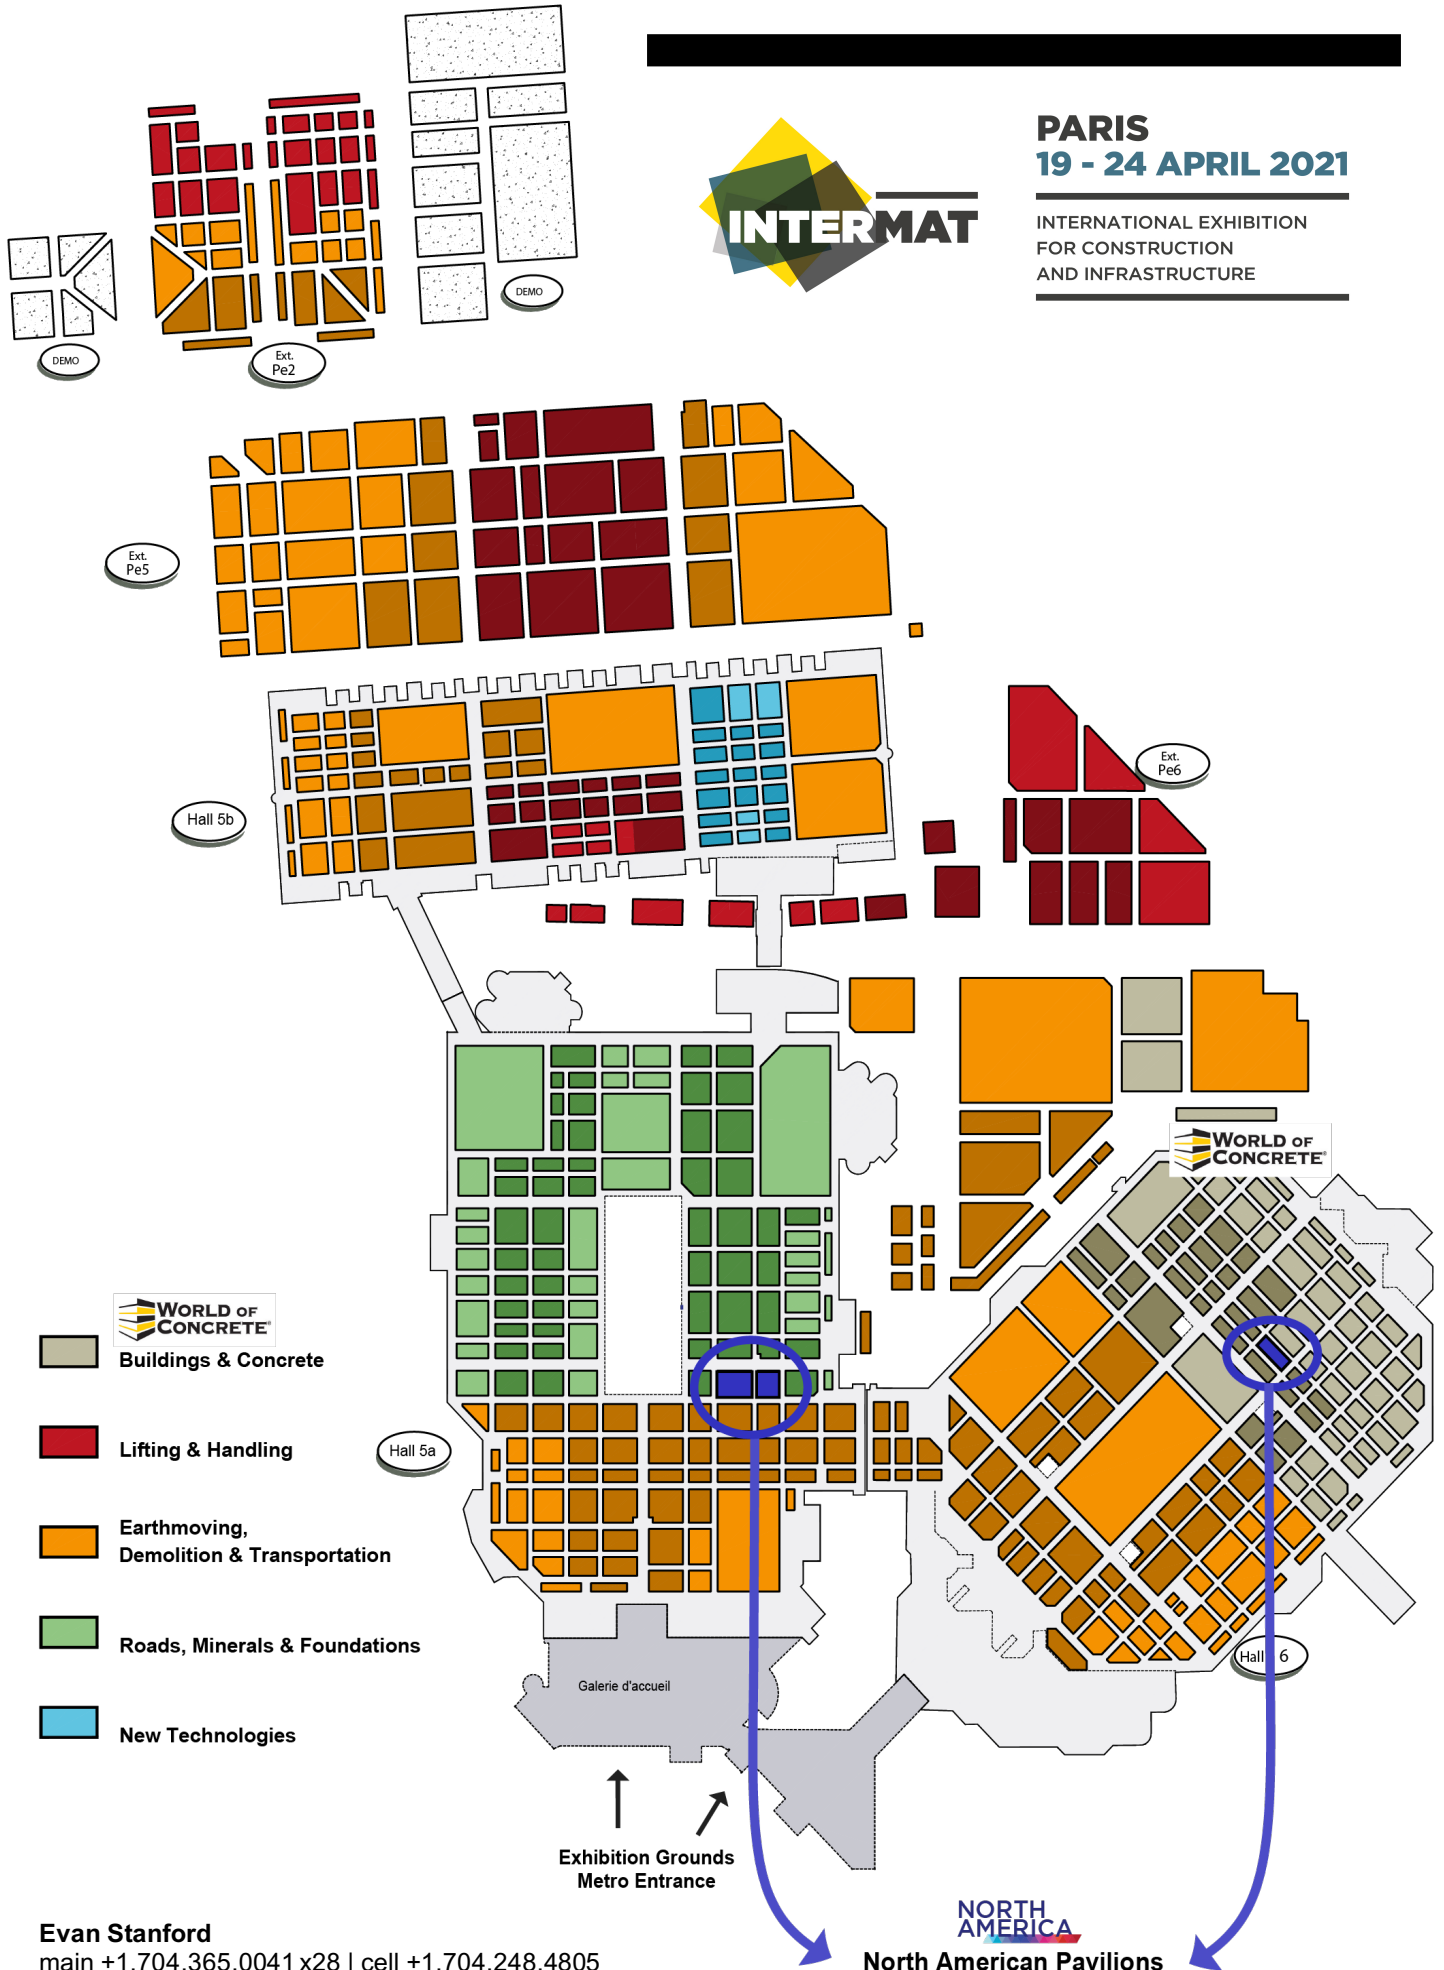 PARIS
19 - 24 APRIL 2021
INTERMAT
INTERNATIONAL EXHIBITION
FOR CONSTRUCTION
AND INFRASTRUCTURE
DEMO
DEMO
Ext.
Pe2
Ext.
Pe5
Ext.
Pe6
Hall 5b
WORLD OF
CONCRETE
WORLD OF
CONCRETE
Buildings & Concrete
Lifting & Handling
Hall 5a
Earthmoving,
Demolition & Transportation
Roads, Minerals & Foundations
Hall 6
Galerie d'accueil
New Technologies
Exhibition Grounds
Metro Entrance
NORTH
AMERICA
Evan Stanford
North American Pavilions
main +1.704.365.0041 x28 | cell +1.704.248.4805